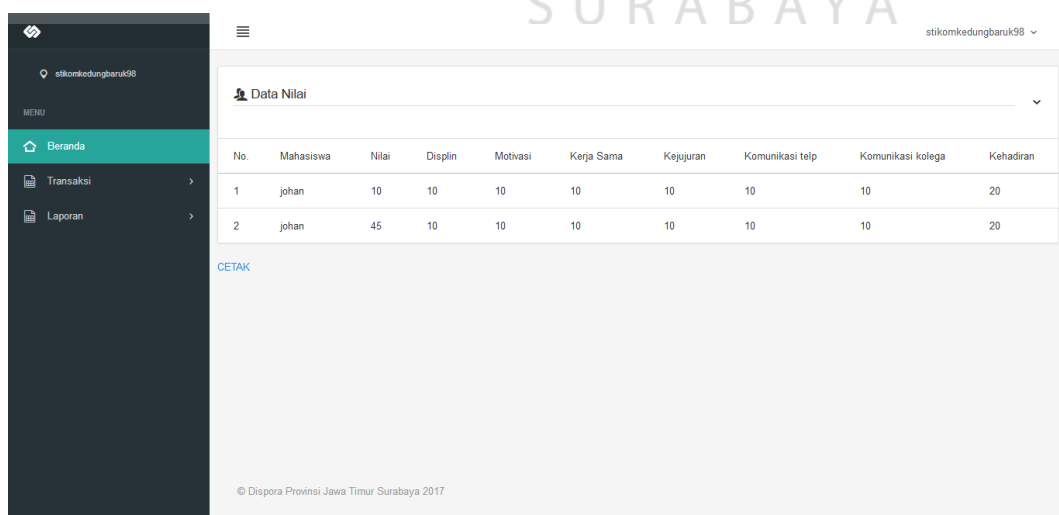 SURABAYA
stikomkedungbaruk98
stikomkedungbaruk98
MENU
Beranda
Transaksi
Laporan
Data Nilai
No. Mahasiswa Nilai Displin Motivasi Kerja Sama Kejujuran Komunikasi telp Komunikasi kolega Kehadiran
1 johan 10 10 10 10 10 10 10 20
2 johan 45 10 10 10 10 10 10 20
CETAK
© Dispora Provinsi Jawa Timur Surabaya 2017